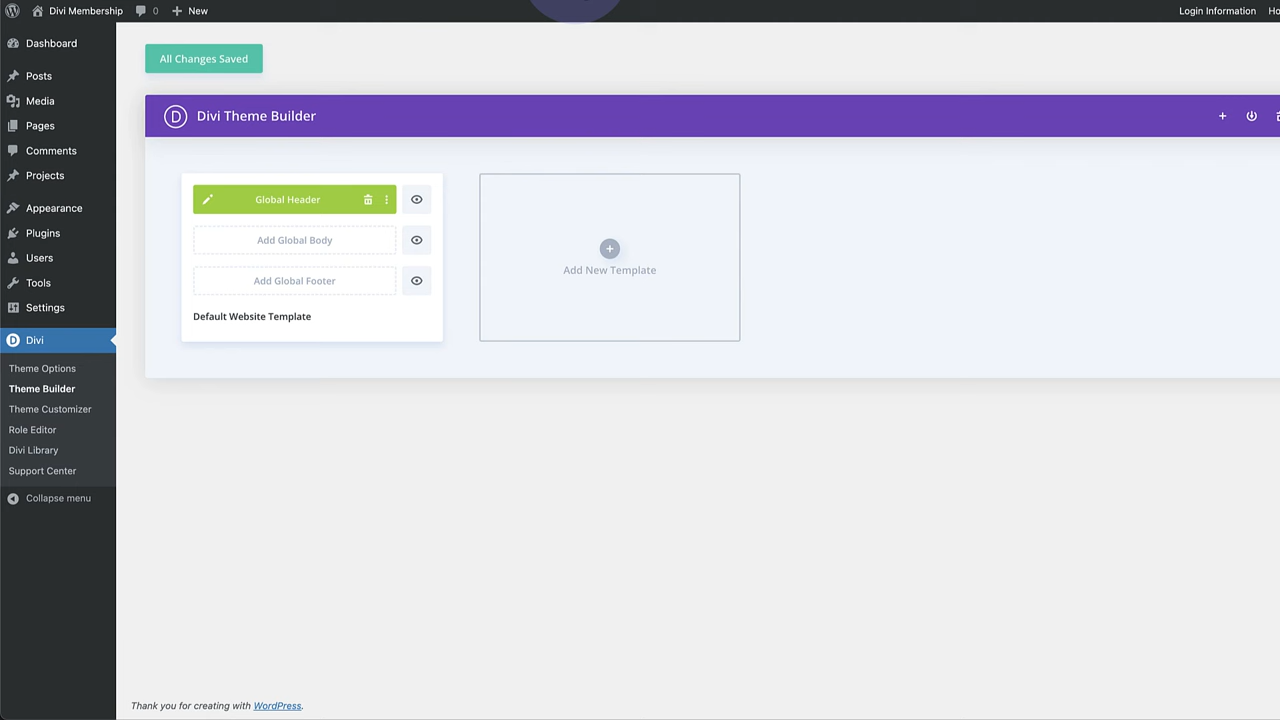 Divi Membership 0 New Login Information Ho
Dashboard
Posts
Media
Pages
Comments
Projects
Appearance
Plugins
Users
Tools
Settings
Divi
Theme Options
Theme Builder
Theme Customizer
Role Editor
Divi Library
Support Center
Collapse menu
All Changes Saved
D Divi Theme Builder
Global Header
Add Global Body
Add Global Footer
Default Website Template
Add New Template
Thank you for creating with WordPress.